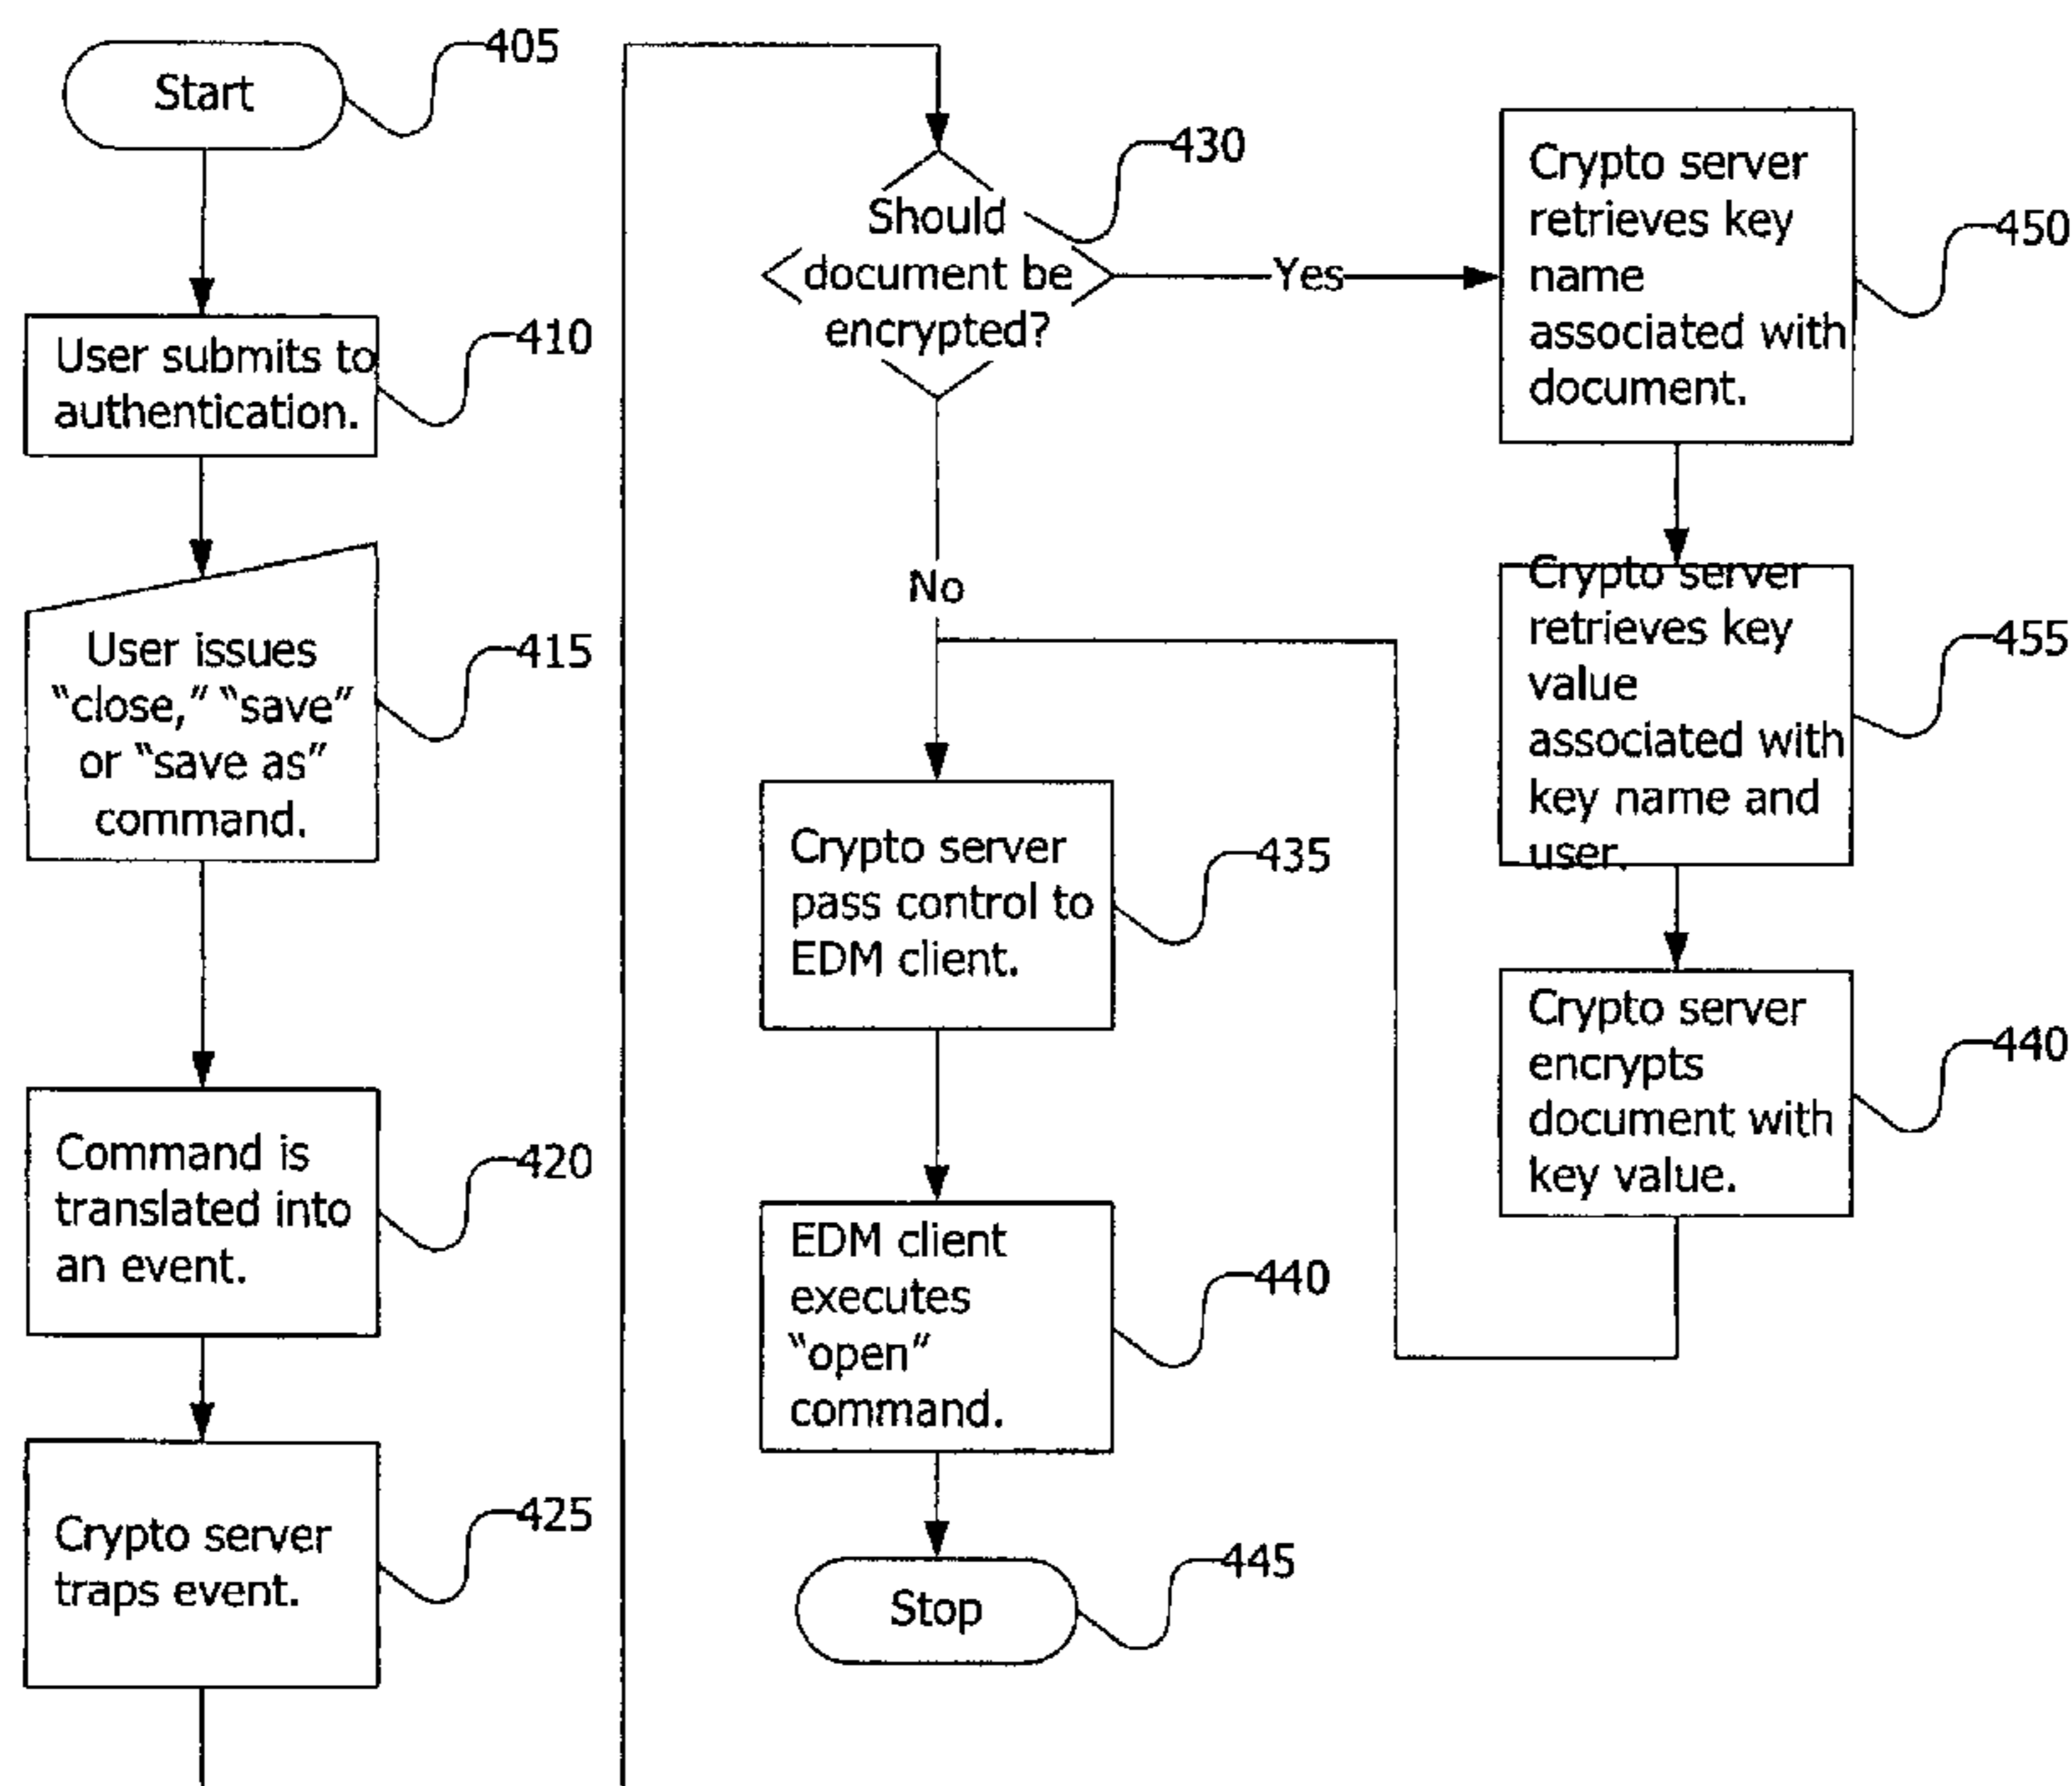 Start
405
User submits to
authentication.
410
User issues
“close,” “save”
or “save as”
command.
415
Command is
translated into
an event.
420
Crypto server
traps event.
425
Should
document be
encrypted?
430
Yes
No
Crypto server
pass control to
EDM client.
435
EDM client
executes
“open”
command.
440
Stop
445
Crypto server
retrieves key
name
associated with
document.
450
Crypto server
retrieves key
value
associated with
key name and
user.
455
Crypto server
encrypts
document with
key value.
440